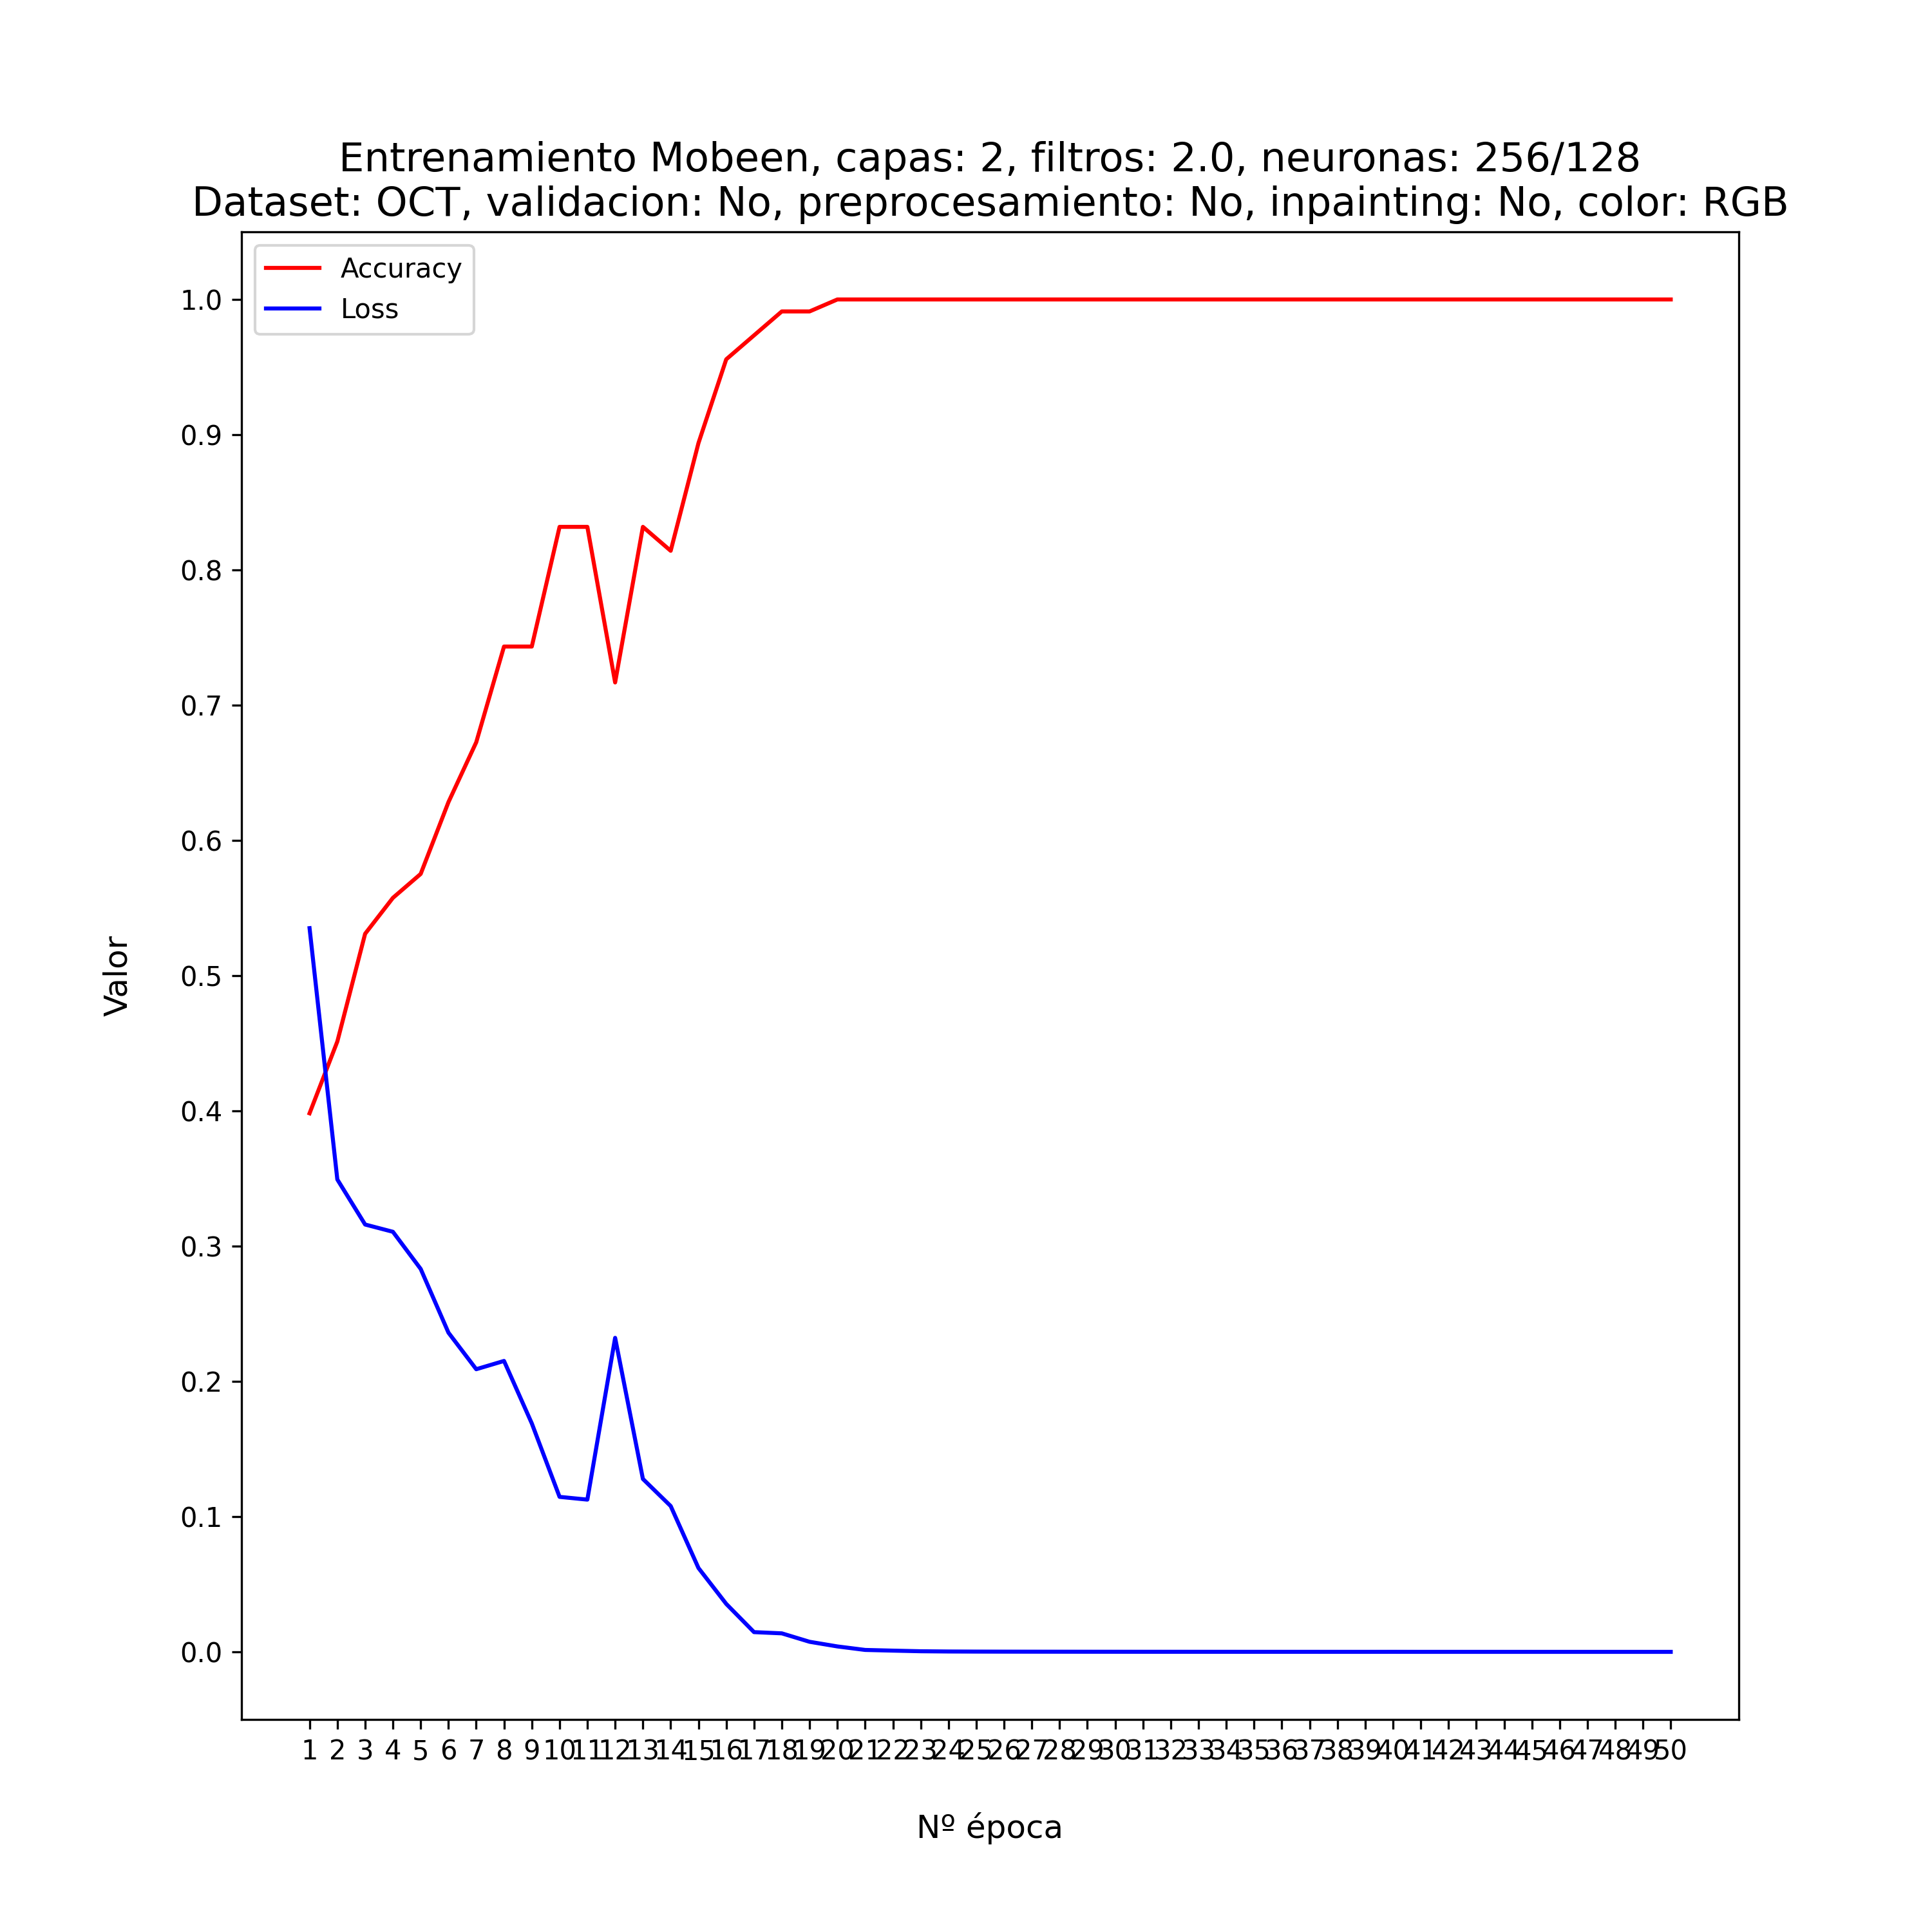 Entrenamiento Mobeen, capas: 2, filtros: 2.0, neuronas: 256/128
Dataset: OCT, validacion: No, preprocesamiento: No, inpainting: No, color: RGB
Accuracy
Loss
1.0
0.9
0.8
0.7
0.6
0.5
0.4
0.3
0.2
0.1
0.0
Valor
1 2 3 4 5 6 7 8 9 10 11 12 13 14 15 16 17 18 19 20 21 22 23 24 25 26 27 28 29 30 31 32 33 34 35 36 37 38 39 40 41 42 43 44 45 46 47 48 49 50
Nº época